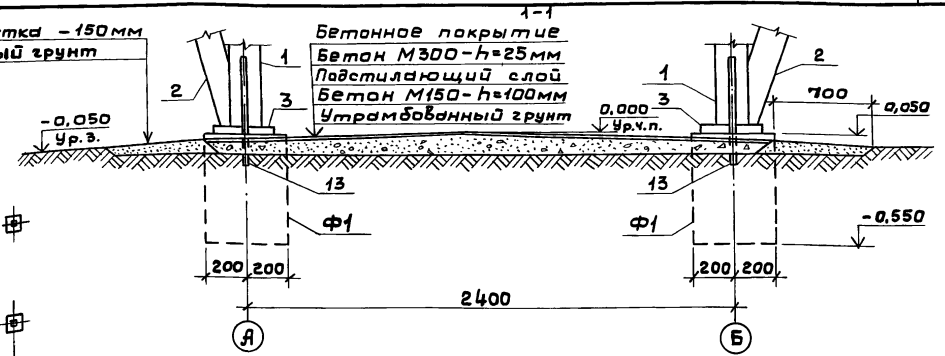 1-1
тка -150мм
ый грунт
Бетонное покрытие
Бетон М300-h=25мм
Подстилающий слой
Бетон М150-h=100мм
Утрамбованный грунт
1
2
3
-0,050
Ур.з.
0,000
Ур.ч.п.
1
2
3
700
0,050
13
13
Ф1
Ф1
-0,550
200 200
200 200
2400
А
Б